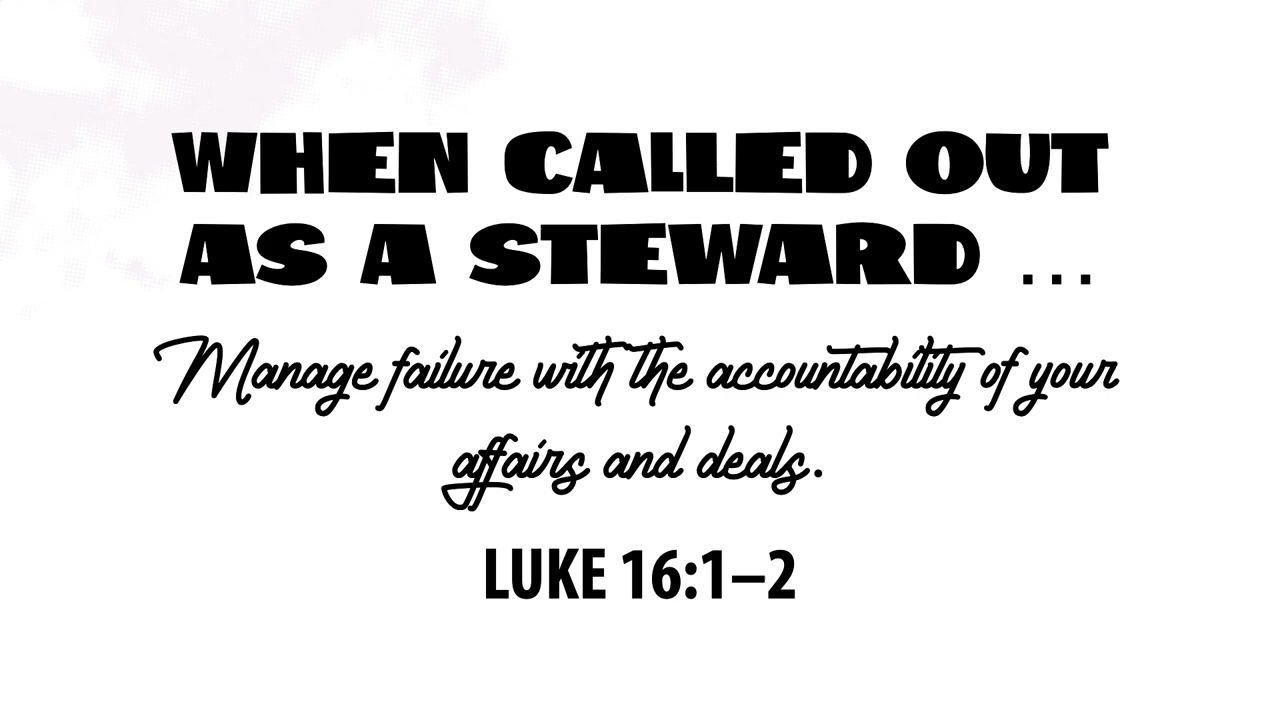 WHEN CALLED OUT
AS A STEWARD ...
Manage failure with the accountability of your
affairs and deals.
LUKE 16:1–2